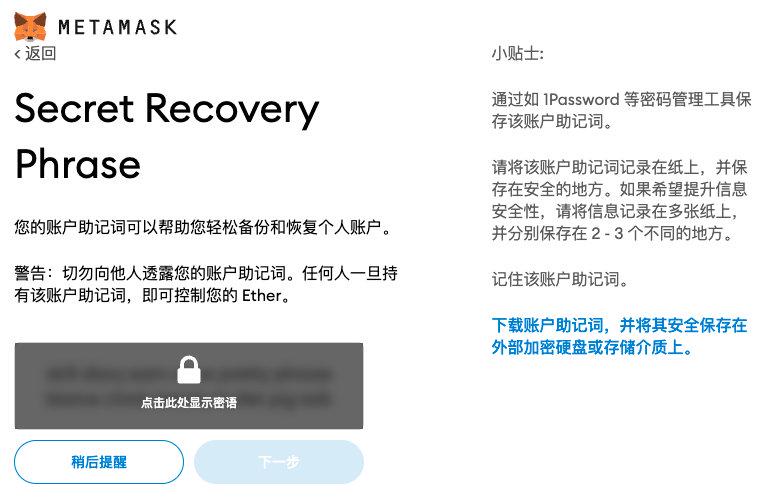 METAMASK
< 返回
Secret Recovery
Phrase
您的账户助记词可以帮助您轻松备份和恢复个人账户。
警告：切勿向他人透露您的账户助记词。任何人一旦持
有该账户助记词，即可控制您的 Ether。
点击此处显示密语
稍后提醒
下一步
小贴士:
通过如 1Password 等密码管理工具保
存该账户助记词。
请将该账户助记词记录在纸上，并保
存在安全的地方。如果希望提升信息
安全性，请将信息记录在多张纸上，
并分别保存在 2 - 3 个不同的地方。
记住该账户助记词。
下载账户助记词，并将其安全保存在
外部加密硬盘或存储介质上。